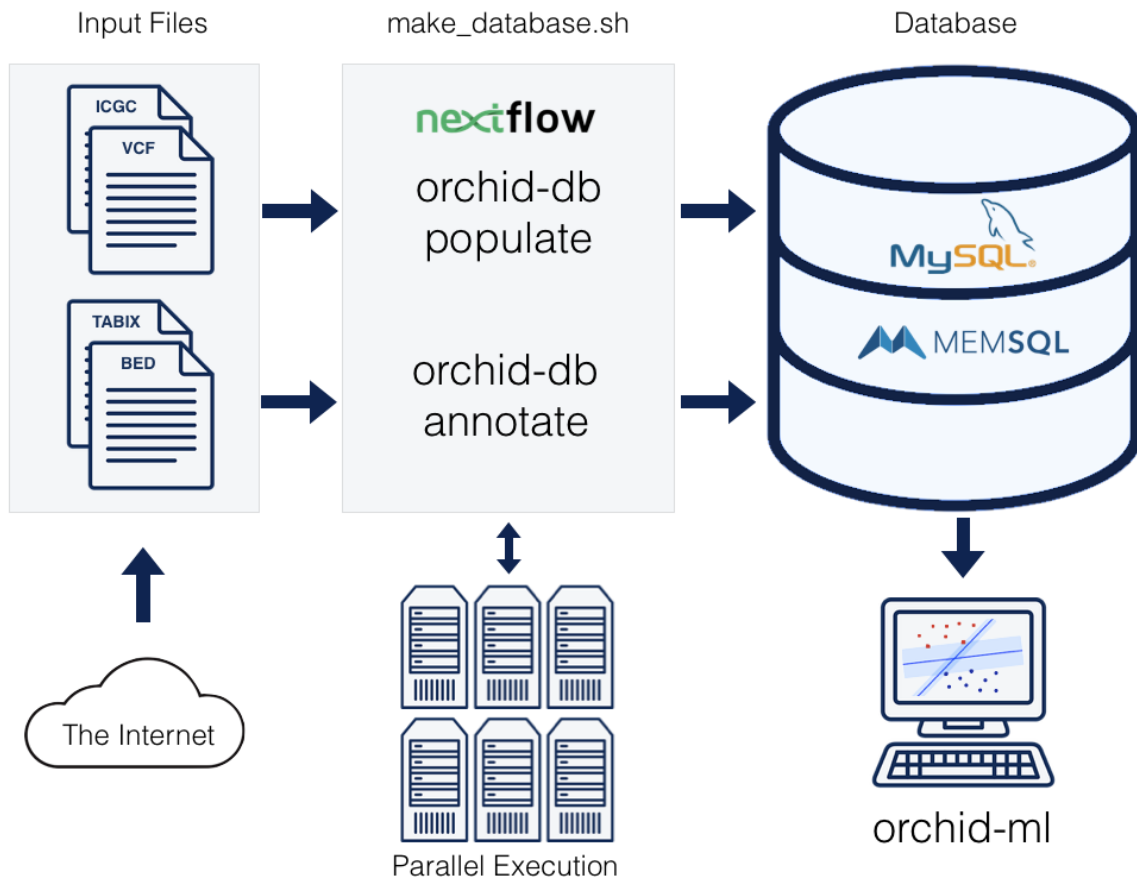 Input Files
make_database.sh
Database
ICGC
VCF
nextflow
orchid-db
populate
MySQL®
TABIX
BED
orchid-db
annotate
MEMSQL
The Internet
Parallel Execution
orchid-ml